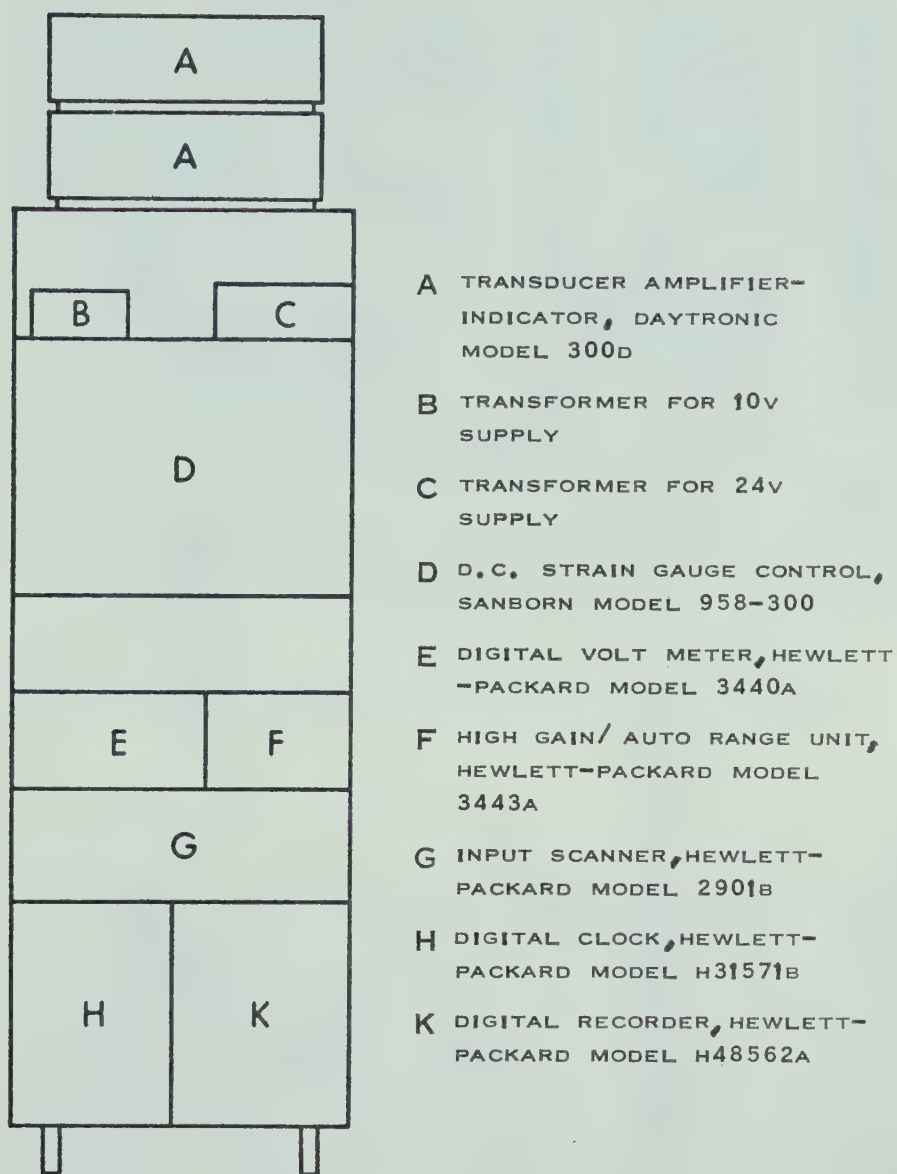 A
A
B C
D
E F
G
H K
A TRANSDUCER AMPLIFIER-
INDICATOR, DAYTRONIC
MODEL 300D
B TRANSFORMER FOR 10V
SUPPLY
C TRANSFORMER FOR 24V
SUPPLY
D D.C. STRAIN GAUGE CONTROL,
SANBORN MODEL 958-300
E DIGITAL VOLT METER, HEWLETT
-PACKARD MODEL 3440A
F HIGH GAIN/ AUTO RANGE UNIT,
HEWLETT-PACKARD MODEL
3443A
G INPUT SCANNER, HEWLETT-
PACKARD MODEL 2901B
H DIGITAL CLOCK, HEWLETT-
PACKARD MODEL H31571B
K DIGITAL RECORDER, HEWLETT-
PACKARD MODEL H48562A